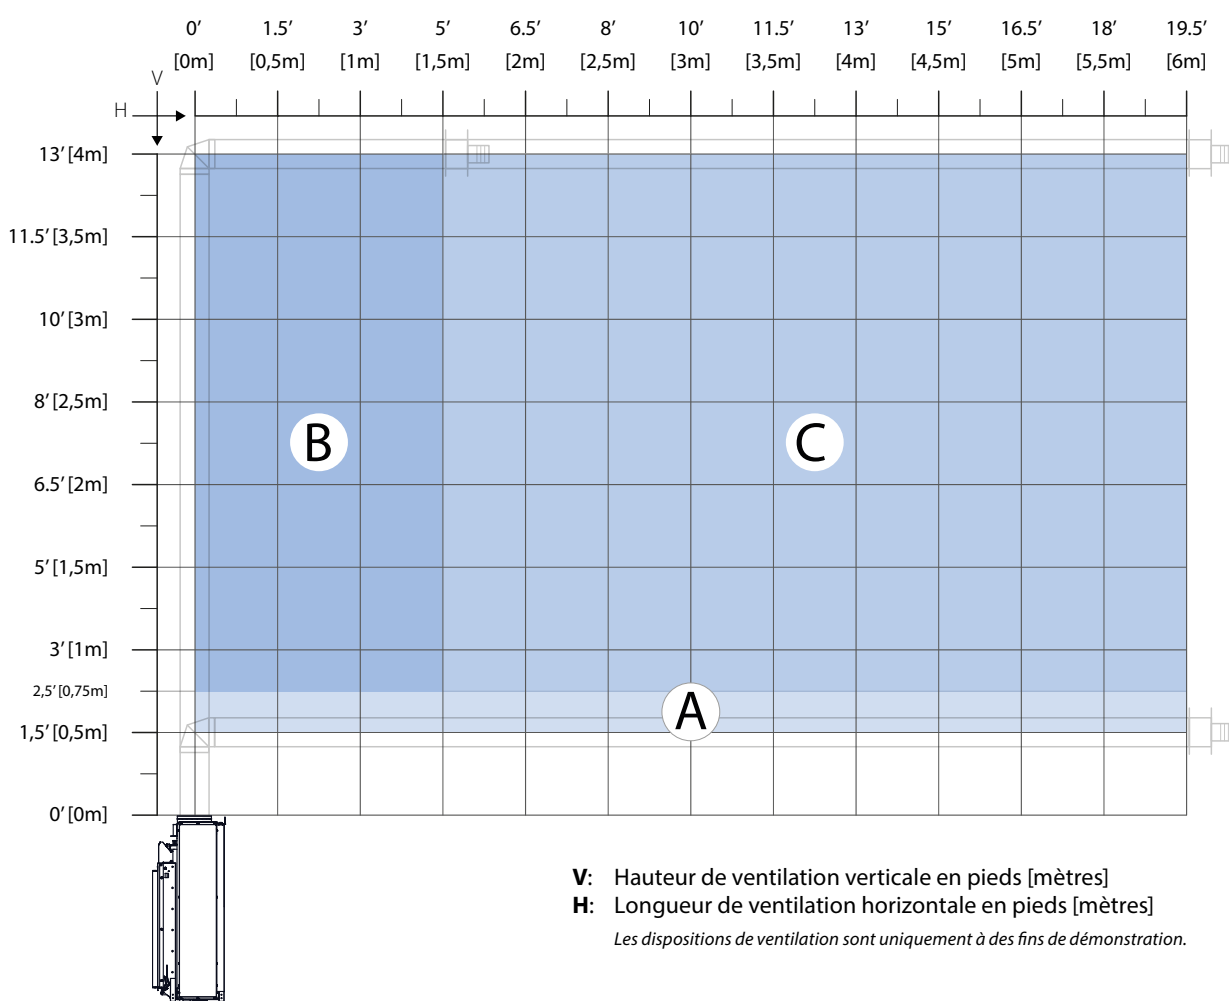 0′ 1.5′ 3′ 5′ 6.5′ 8′ 10′ 11.5′ 13′ 15′ 16.5′ 18′ 19.5′
[0m] [0,5m] [1m] [1,5m] [2m] [2,5m] [3m] [3,5m] [4m] [4,5m] [5m] [5,5m] [6m]
V
H
13′ [4m]
11.5′ [3,5m]
10′ [3m]
8′ [2,5m]
B C
6.5′ [2m]
5′ [1,5m]
3′ [1m]
2,5′ [0,75m]
A
1,5′ [0,5m]
0′ [0m]
V: Hauteur de ventilation verticale en pieds [mètres]
H: Longueur de ventilation horizontale en pieds [mètres]
Les dispositions de ventilation sont uniquement à des fins de démonstration.